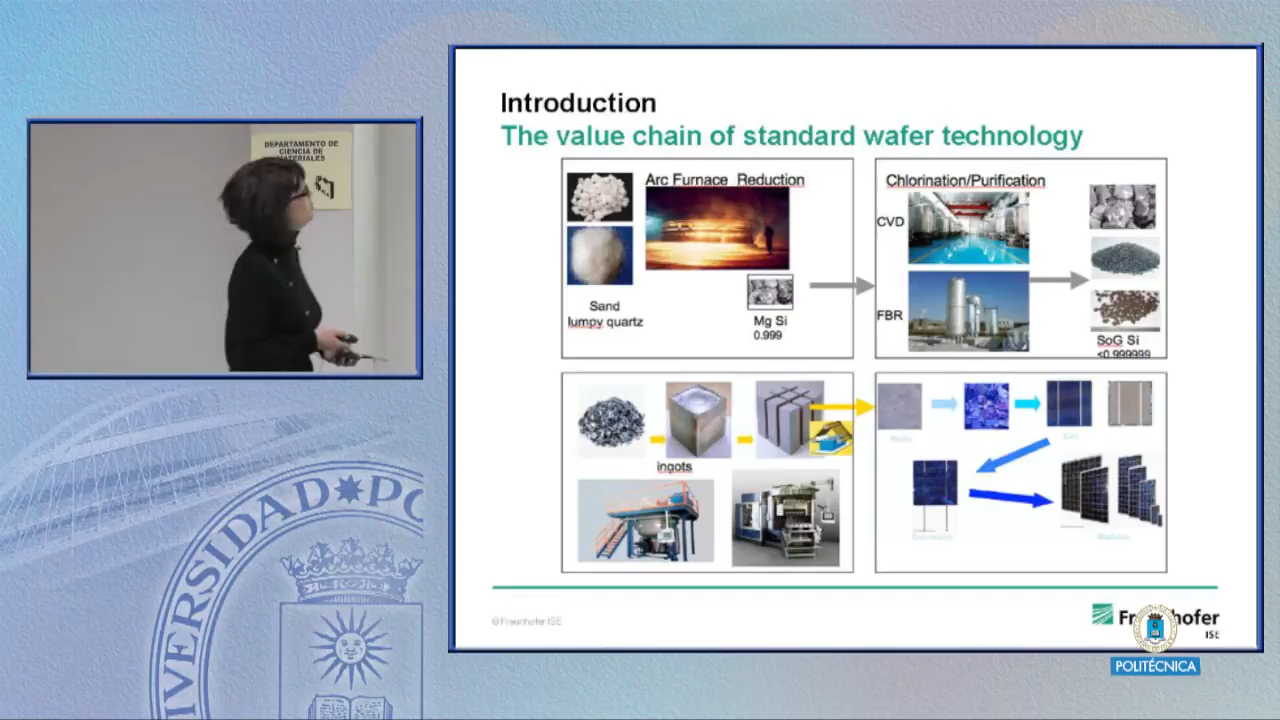 DEPARTAMENTO DE
CIENCIA DE
MATERIALES
Introduction
The value chain of standard wafer technology
Arc Furnace Reduction
Sand
lumpy quartz
Mg Si
0.999
Chlorination/Purification
CVD
FBR
SoG Si
<0.999999
ingots
© Fraunhofer ISE
ISE
POLITÉCNICA